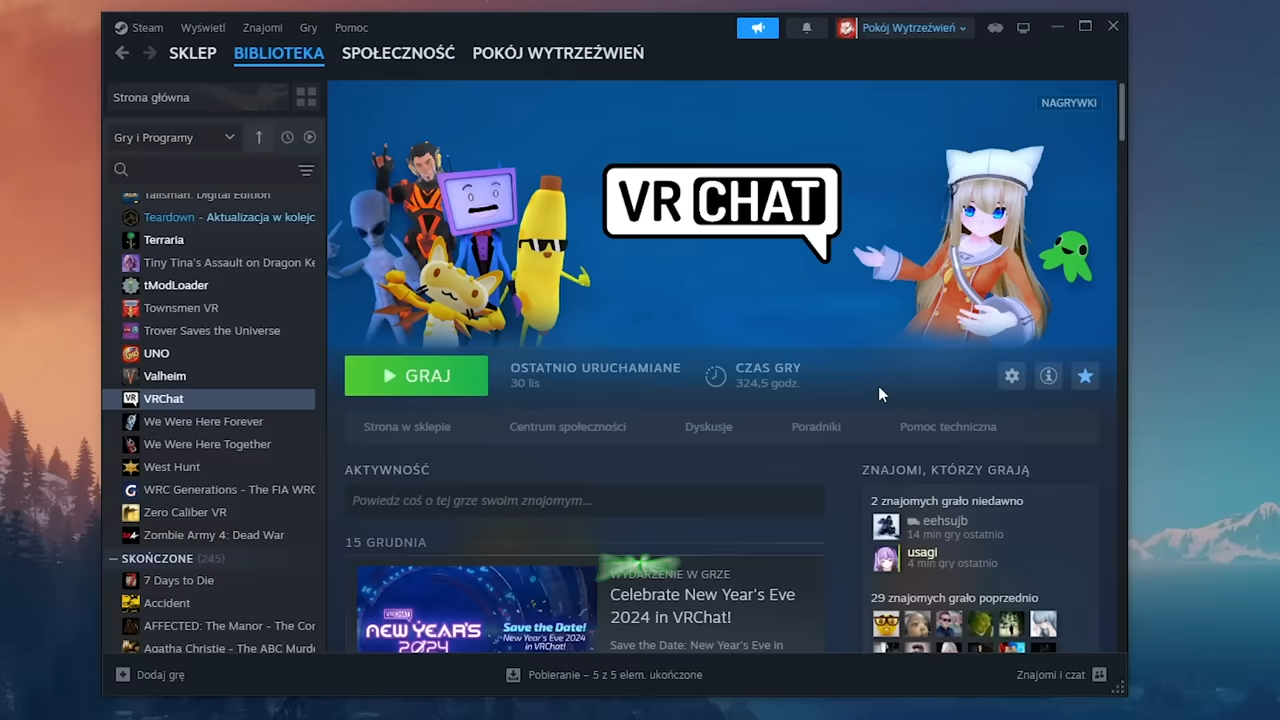 Steam Wyświetl Znajomi Gry Pomoc
Pokój Wytrzeźwień
SKLEP BIBLIOTEKA SPOŁECZNOŚĆ POKÓJ WYTRZEŹWIEŃ
Strona główna
Gry i Programy
Talisman: Digital Edition
Teardown - Aktualizacja w kolejc
Terraria
Tiny Tina's Assault on Dragon Ke
tModLoader
Townsmen VR
Trover Saves the Universe
UNO
Valheim
VRChat
We Were Here Forever
We Were Here Together
West Hunt
WRC Generations - The FIA WRC
Zero Caliber VR
Zombie Army 4: Dead War
SKOŃCZONE (245)
7 Days to Die
Accident
AFFECTED: The Manor - The Cor
Agatha Christie - The ABC Murde
NAGRYWKI
VR CHAT
GRAJ
OSTATNIO URUCHAMIANE
30 lis
CZAS GRY
324,5 godz.
Strona w sklepie Centrum społeczności Dyskusje Poradniki Pomoc techniczna
AKTYWNOŚĆ
Powiedz coś o tej grze swoim znajomym...
15 GRUDNIA
VRCHAT
NEW YEAR'S
2024
Save the Date!
New Year's Eve 2024
in VRChat!
WYDARZENIE W GRZE
Celebrate New Year's Eve
2024 in VRChat!
Save the Date: New Year's Eve in
ZNAJOMI, KTÓRZY GRAJĄ
2 znajomych grało niedawno
eehsujb
14 min gry ostatnio
usagi
4 min gry ostatnio
29 znajomych grało poprzednio
Dodaj grę
Pobieranie – 5 z 5 elem. ukończone
Znajomi i czat